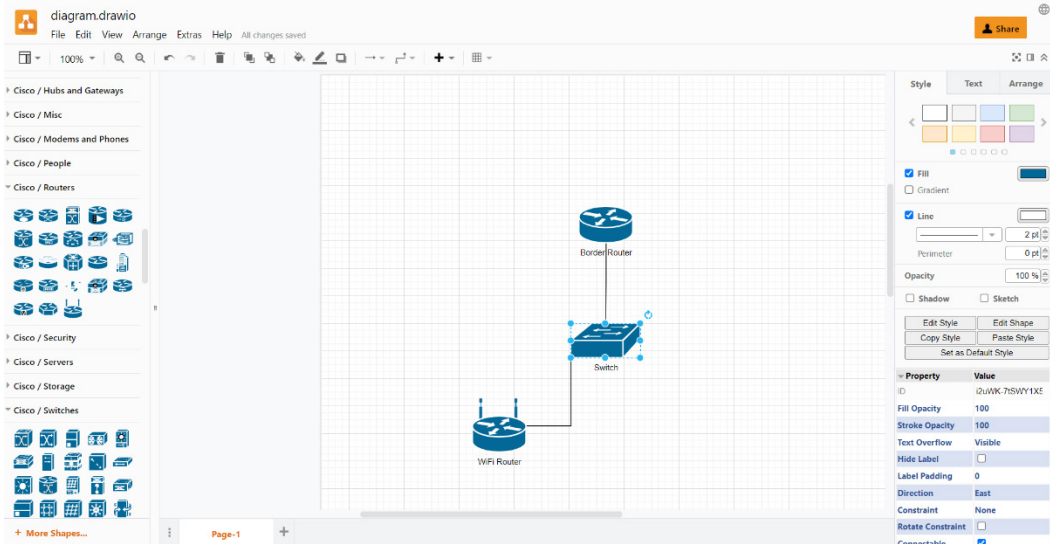 diagram.drawio
File Edit View Arrange Extras Help All changes saved
Share
100%
Cisco / Hubs and Gateways
Cisco / Misc
Cisco / Modems and Phones
Cisco / People
Cisco / Routers
Cisco / Security
Cisco / Servers
Cisco / Storage
Cisco / Switches
+ More Shapes...
Border Router
Switch
WiFi Router
Page-1
Style Text Arrange
Fill
Gradient
Line
2 pt
Perimeter 0 pt
Opacity 100 %
Shadow Sketch
Edit Style Edit Shape
Copy Style Paste Style
Set as Default Style
Property Value
ID
Fill Opacity 100
Stroke Opacity 100
Text Overflow Visible
Hide Label
Label Padding 0
Direction East
Constraint None
Rotate Constraint
Connectable